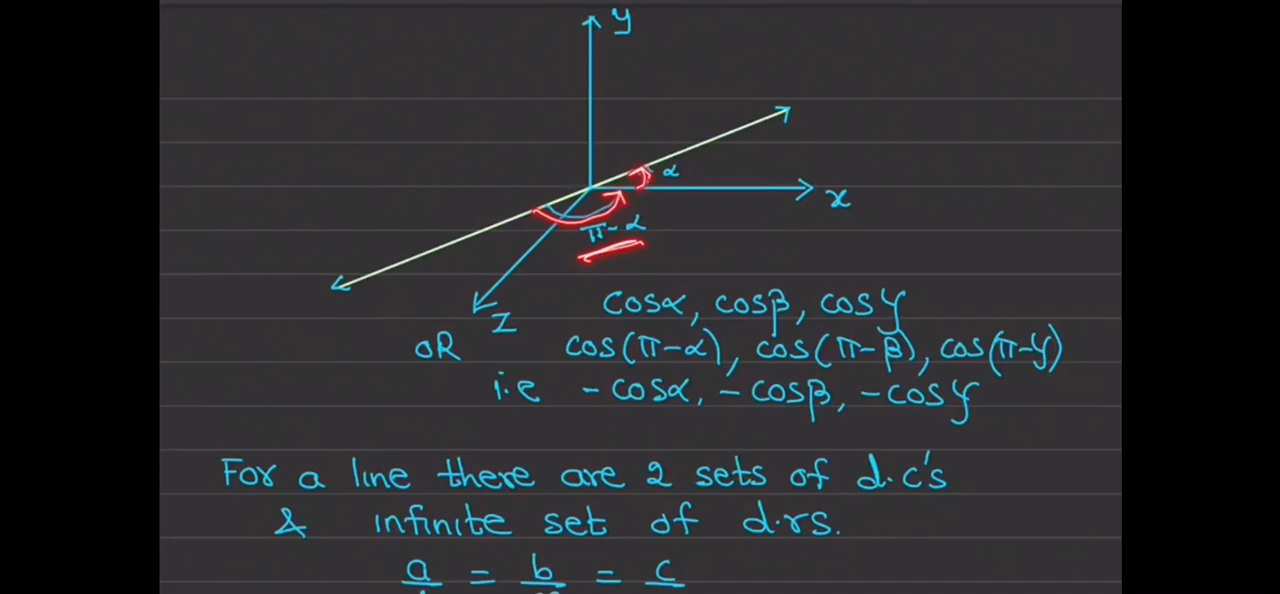 y
α
x
π-α
z
cosα, cosβ, cosγ
OR cos(π-α), cos(π-β), cos(π-γ)
i.e -cosα, -cosβ, -cosγ
For a line there are 2 sets of d.c's
& infinite set of d.rs.
a = b = c